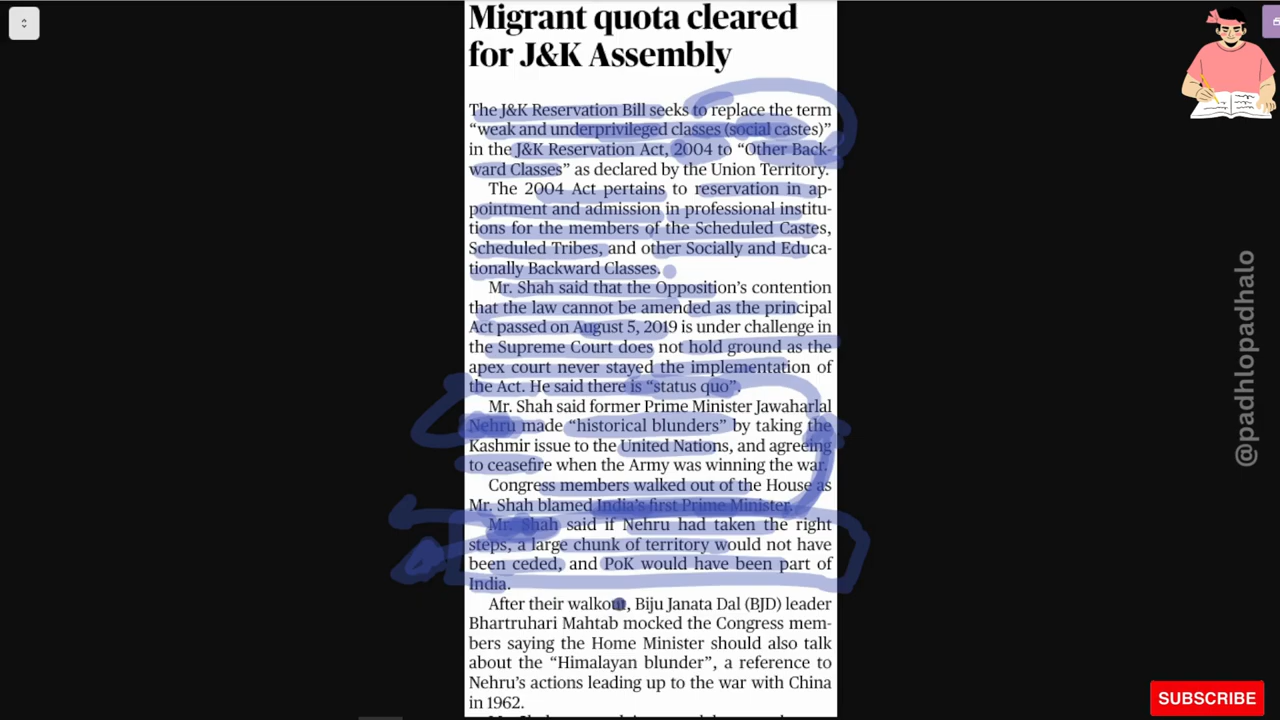 Migrant quota cleared
for J&K Assembly
The J&K Reservation Bill seeks to replace the term
“weak and underprivileged classes (social castes)”
in the J&K Reservation Act, 2004 to “Other Back-
ward Classes” as declared by the Union Territory.
The 2004 Act pertains to reservation in ap-
pointment and admission in professional institu-
tions for the members of the Scheduled Castes,
Scheduled Tribes, and other Socially and Educa-
tionally Backward Classes.
Mr. Shah said that the Opposition’s contention
that the law cannot be amended as the principal
Act passed on August 5, 2019 is under challenge in
the Supreme Court does not hold ground as the
apex court never stayed the implementation of
the Act. He said there is “status quo”.
Mr. Shah said former Prime Minister Jawaharlal
Nehru made “historical blunders” by taking the
Kashmir issue to the United Nations, and agreeing
to ceasefire when the Army was winning the war.
Congress members walked out of the House as
Mr. Shah blamed India’s first Prime Minister.
Mr. Shah said if Nehru had taken the right
steps, a large chunk of territory would not have
been ceded, and PoK would have been part of
India.
After their walkout, Biju Janata Dal (BJD) leader
Bhartruhari Mahtab mocked the Congress mem-
bers saying the Home Minister should also talk
about the “Himalayan blunder”, a reference to
Nehru’s actions leading up to the war with China
in 1962.
@padhlopadhalo
SUBSCRIBE